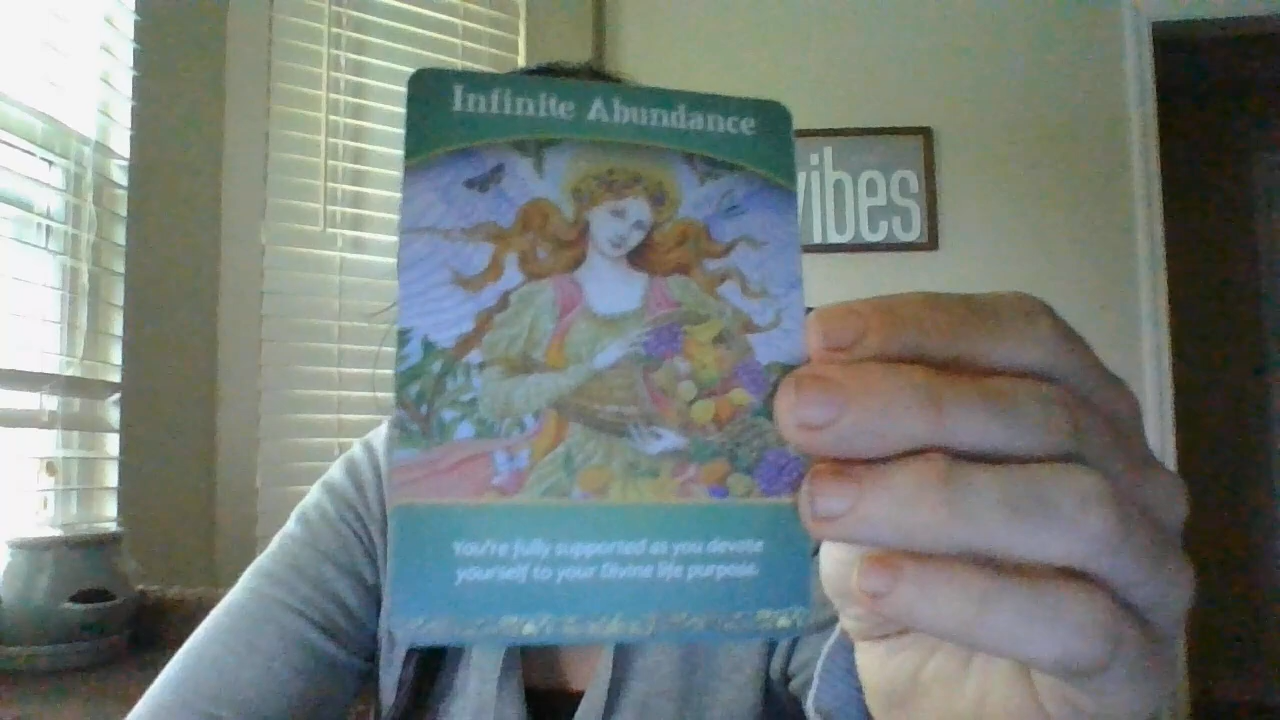 Infinite Abundance
vibes
You're fully supported as you devote
yourself to your Divine life purpose.